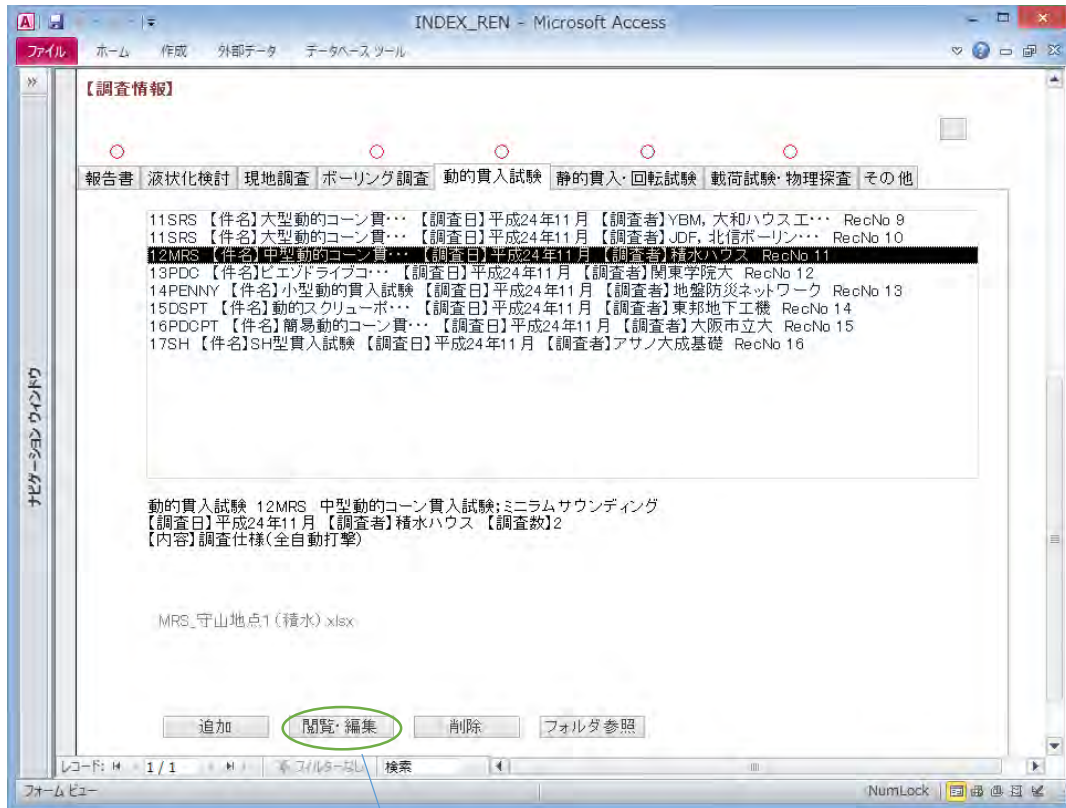 INDEX_REN - Microsoft Access
ファイル ホーム 作成 外部データ データベース ツール
【調査情報】
報告書 液状化検討 現地調査 ボーリング調査 動的貫入試験 静的貫入・回転試験 載荷試験・物理探査 その他
11SRS 【件名】大型動的コーン貫・・・ 【調査日】平成24年11月 【調査者】YBM, 大和ハウス工・・・ RecNo 9
11SRS 【件名】大型動的コーン貫・・・ 【調査日】平成24年11月 【調査者】JDF, 北信ボーリン・・・ RecNo 10
12MRS 【件名】中型動的コーン貫・・・ 【調査日】平成24年11月 【調査者】積水ハウス RecNo 11
13PDC 【件名】ピエゾドライブコ・・・ 【調査日】平成24年11月 【調査者】関東学院大 RecNo 12
14PENNY 【件名】小型動的貫入試験 【調査日】平成24年11月 【調査者】地盤防災ネットワーク RecNo 13
15DSPT 【件名】動的スクリューポ・・・ 【調査日】平成24年11月 【調査者】東邦地下工機 RecNo 14
16PDCPT 【件名】簡易動的コーン貫・・・ 【調査日】平成24年11月 【調査者】大阪市立大 RecNo 15
17SH 【件名】SH型貫入試験 【調査日】平成24年11月 【調査者】アサノ大成基礎 RecNo 16
ナビゲーション ウィンドウ
動的貫入試験 12MRS 中型動的コーン貫入試験;ミニラムサウンディング
【調査日】平成24年11月 【調査者】積水ハウス 【調査数】2
【内容】調査仕様(全自動打撃)
MRS_守山地点1(積水).xlsx
追加 閲覧・編集 削除 フォルダ参照
レコード: 1/1 フィルターなし 検索
フォーム ビュー NumLock